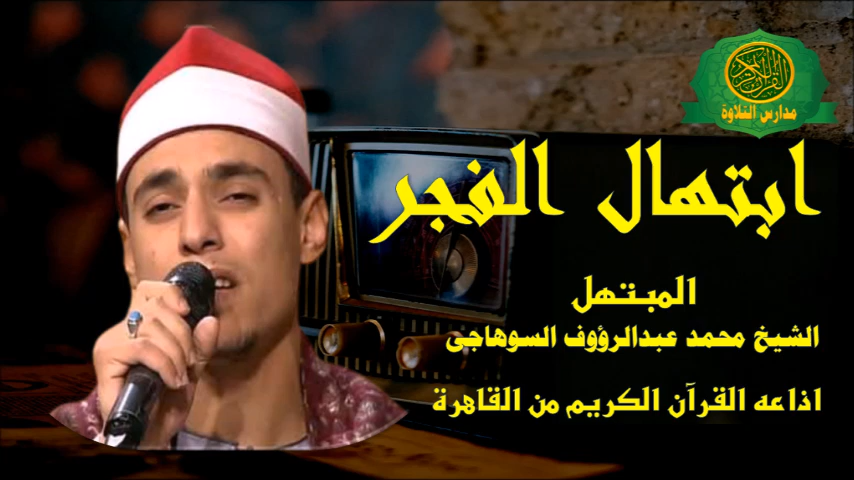 القرآن الكريم
مدارس التلاوة
ابتهال الفجر
المبتهل
الشيخ محمد عبدالرؤوف السوهاجى
اذاعه القرآن الكريم من القاهرة